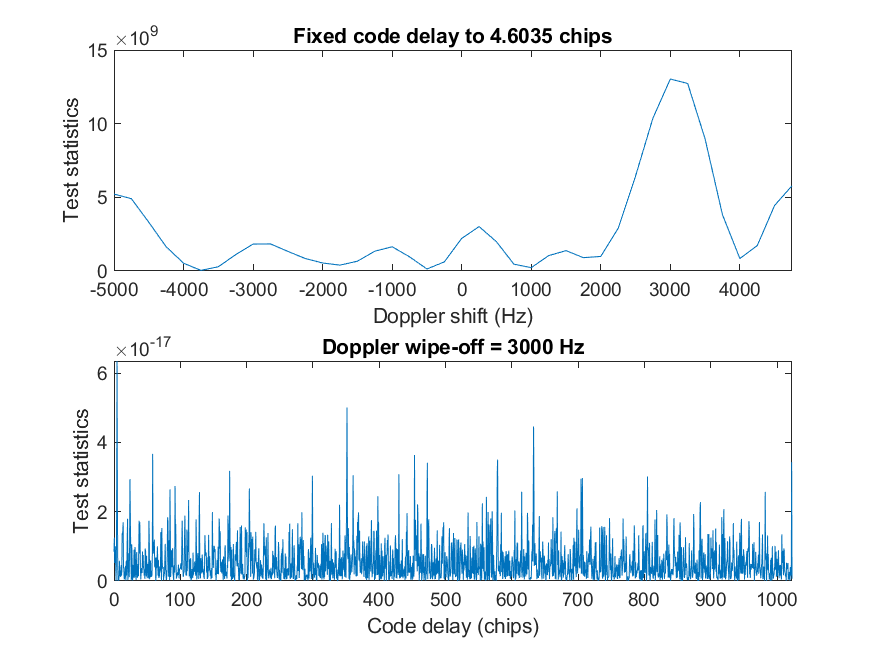 ×10^9
Fixed code delay to 4.6035 chips
15
10
5
0
Test statistics
-5000 -4000 -3000 -2000 -1000 0 1000 2000 3000 4000
Doppler shift (Hz)
×10^-17
Doppler wipe-off = 3000 Hz
6
4
2
0
Test statistics
0 100 200 300 400 500 600 700 800 900 1000
Code delay (chips)